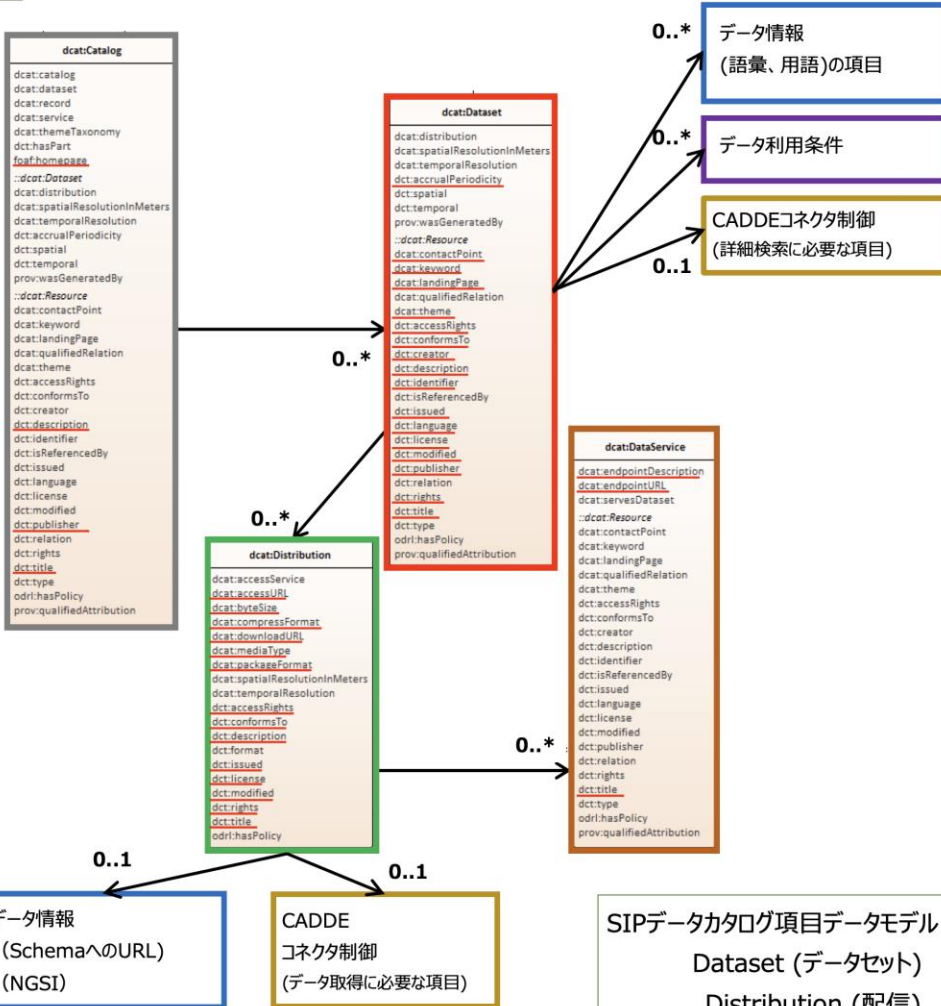 dcat:Catalog
dcat:catalog
dcat:dataset
dcat:record
dcat:service
dcat:themeTaxonomy
dct:hasPart
foaf:homepage
::dcat:Dataset
dcat:distribution
dcat:spatialResolutionInMeters
dcat:temporalResolution
dct:accrualPeriodicity
dct:spatial
dct:temporal
prov:wasGeneratedBy
::dcat:Resource
dcat:contactPoint
dcat:keyword
dcat:landingPage
dcat:qualifiedRelation
dcat:theme
dct:accessRights
dct:conformsTo
dct:creator
dct:description
dct:identifier
dct:isReferencedBy
dct:issued
dct:language
dct:license
dct:modified
dct:publisher
dct:relation
dct:rights
dct:title
dct:type
odrl:hasPolicy
prov:qualifiedAttribution
0..*
dcat:Dataset
dcat:distribution
dcat:spatialResolutionInMeters
dcat:temporalResolution
dct:accrualPeriodicity
dct:spatial
dct:temporal
prov:wasGeneratedBy
::dcat:Resource
dcat:contactPoint
dcat:keyword
dcat:landingPage
dcat:qualifiedRelation
dcat:theme
dct:accessRights
dct:conformsTo
dct:creator
dct:description
dct:identifier
dct:isReferencedBy
dct:issued
dct:language
dct:license
dct:modified
dct:publisher
dct:relation
dct:rights
dct:title
dct:type
odrl:hasPolicy
prov:qualifiedAttribution
0..*
データ情報
(語彙、用語)の項目
0..*
データ利用条件
CADDEコネクタ制御
(詳細検索に必要な項目)
0..1
0..*
dcat:Distribution
dcat:accessService
dcat:accessURL
dcat:byteSize
dcat:compressFormat
dcat:downloadURL
dcat:mediaType
dcat:packageFormat
dcat:spatialResolutionInMeters
dcat:temporalResolution
dct:accessRights
dct:conformsTo
dct:description
dct:format
dct:issued
dct:license
dct:modified
dct:rights
dct:title
odrl:hasPolicy
0..*
dcat:DataService
dcat:endpointDescription
dcat:endpointURL
dcat:servesDataset
::dcat:Resource
dcat:contactPoint
dcat:keyword
dcat:landingPage
dcat:qualifiedRelation
dcat:theme
dct:accessRights
dct:conformsTo
dct:creator
dct:description
dct:identifier
dct:isReferencedBy
dct:issued
dct:language
dct:license
dct:modified
dct:publisher
dct:relation
dct:rights
dct:title
dct:type
odrl:hasPolicy
prov:qualifiedAttribution
0..1
0..1
データ情報
(SchemaへのURL)
(NGSI)
CADDE
コネクタ制御
(データ取得に必要な項目)
SIPデータカタログ項目データモデル
Dataset (データセット)
Distribution (配信)